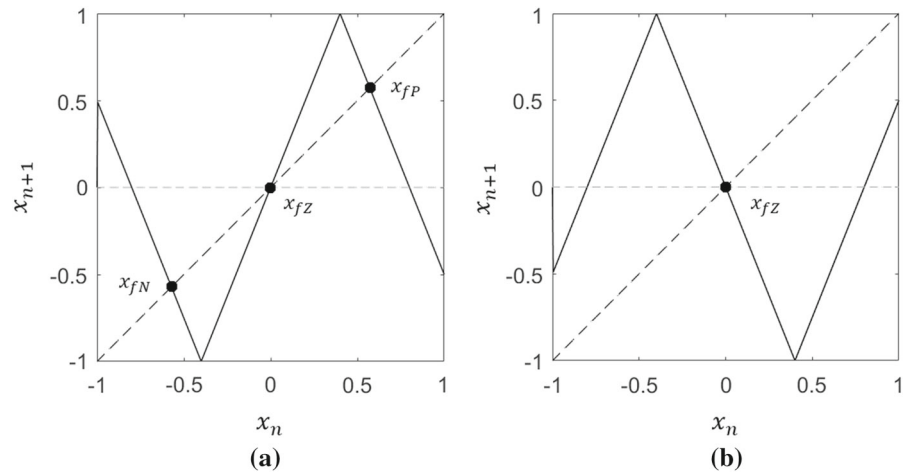 1
0.5
0
-0.5
-1
x_{n+1}
x_{fP}
x_{fZ}
x_{fN}
-1 -0.5 0 0.5 1
x_n
(a)
1
0.5
0
-0.5
-1
x_{n+1}
x_{fZ}
-1 -0.5 0 0.5 1
x_n
(b)